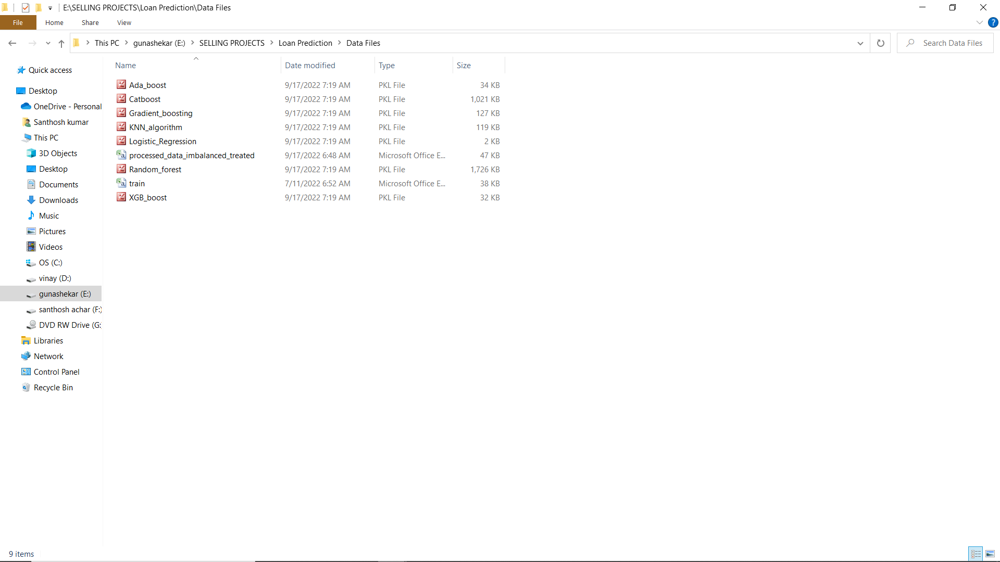 E:\SELLING PROJECTS\Loan Prediction\Data Files
File Home Share View
This PC gunashekar (E:) SELLING PROJECTS Loan Prediction Data Files Search Data Files
Quick access
Desktop
OneDrive - Personal
Santhosh kumar
This PC
3D Objects
Desktop
Documents
Downloads
Music
Pictures
Videos
OS (C:)
vinay (D:)
gunashekar (E:)
santhosh achar (F:)
DVD RW Drive (G:
Libraries
Network
Control Panel
Recycle Bin
Name Date modified Type Size
Ada_boost 9/17/2022 7:19 AM PKL File 34 KB
Catboost 9/17/2022 7:19 AM PKL File 1,021 KB
Gradient_boosting 9/17/2022 7:19 AM PKL File 127 KB
KNN_algorithm 9/17/2022 7:19 AM PKL File 119 KB
Logistic_Regression 9/17/2022 7:19 AM PKL File 2 KB
processed_data_imbalanced_treated 9/17/2022 6:48 AM Microsoft Office E... 47 KB
Random_forest 9/17/2022 7:19 AM PKL File 1,726 KB
train 7/11/2022 6:52 AM Microsoft Office E... 38 KB
XGB_boost 9/17/2022 7:19 AM PKL File 32 KB
9 items